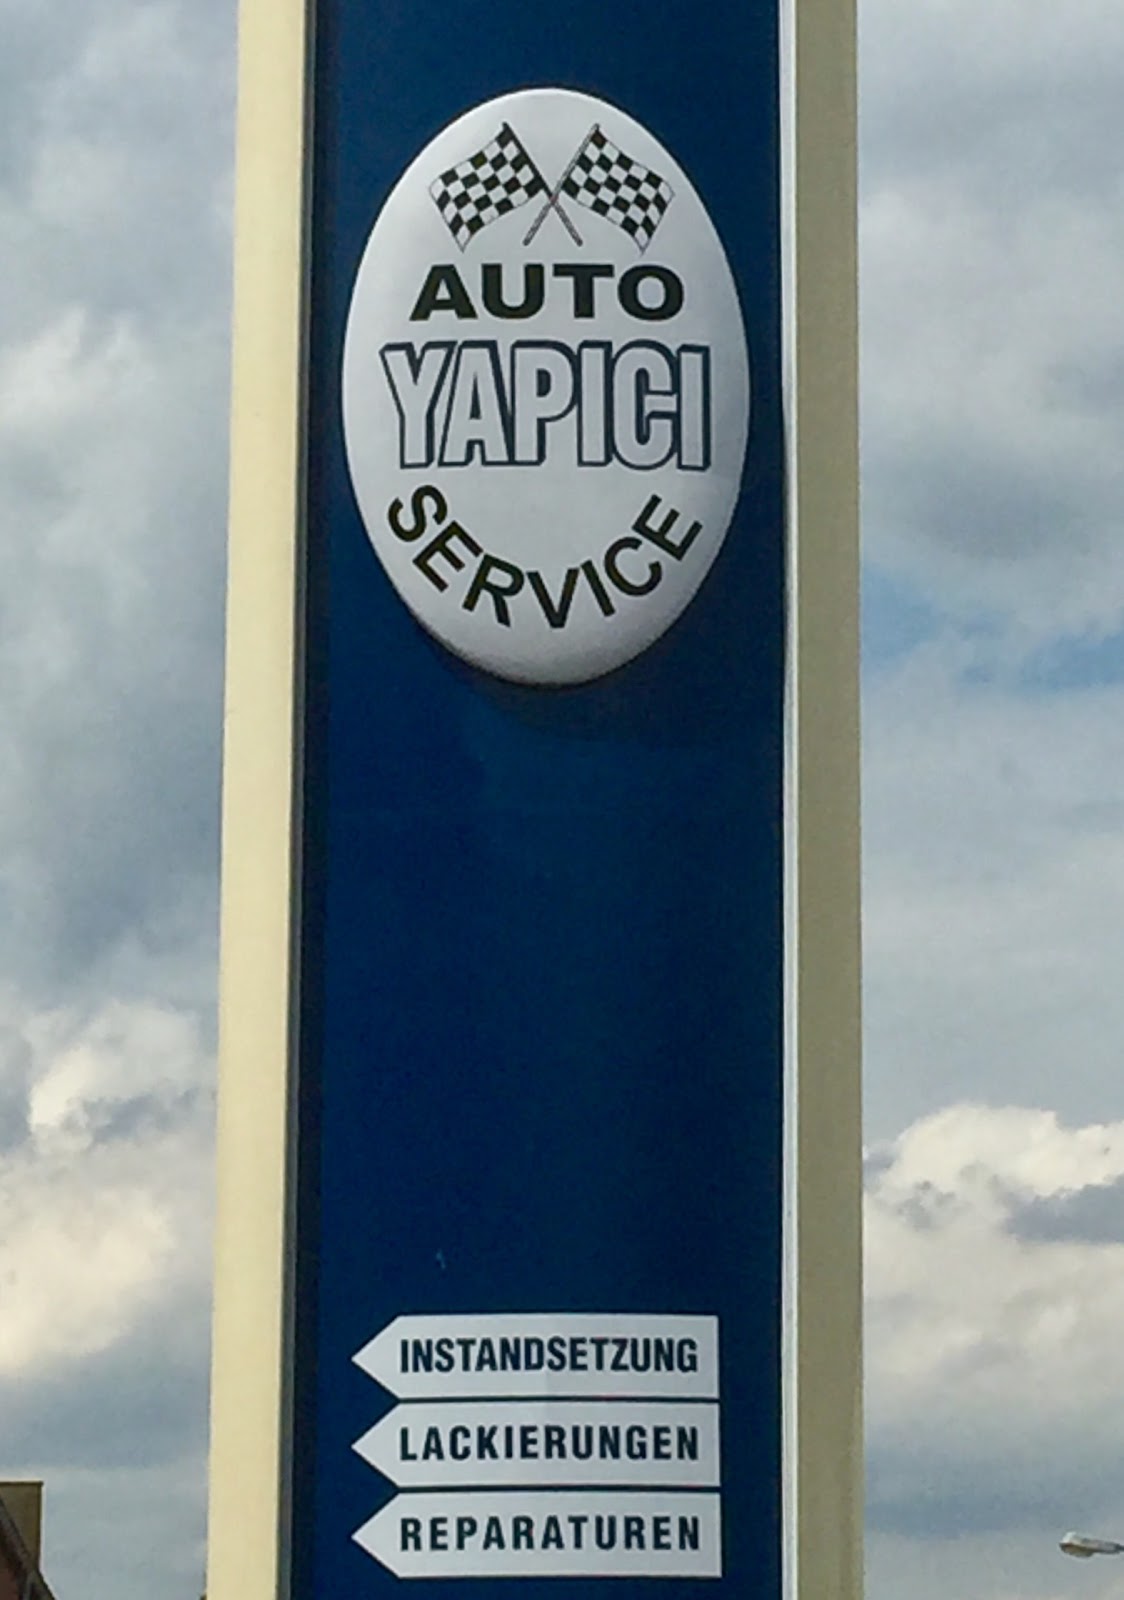 AUTO
YAPICI
SERVICE
INSTANDSETZUNG
LACKIERUNGEN
REPARATUREN